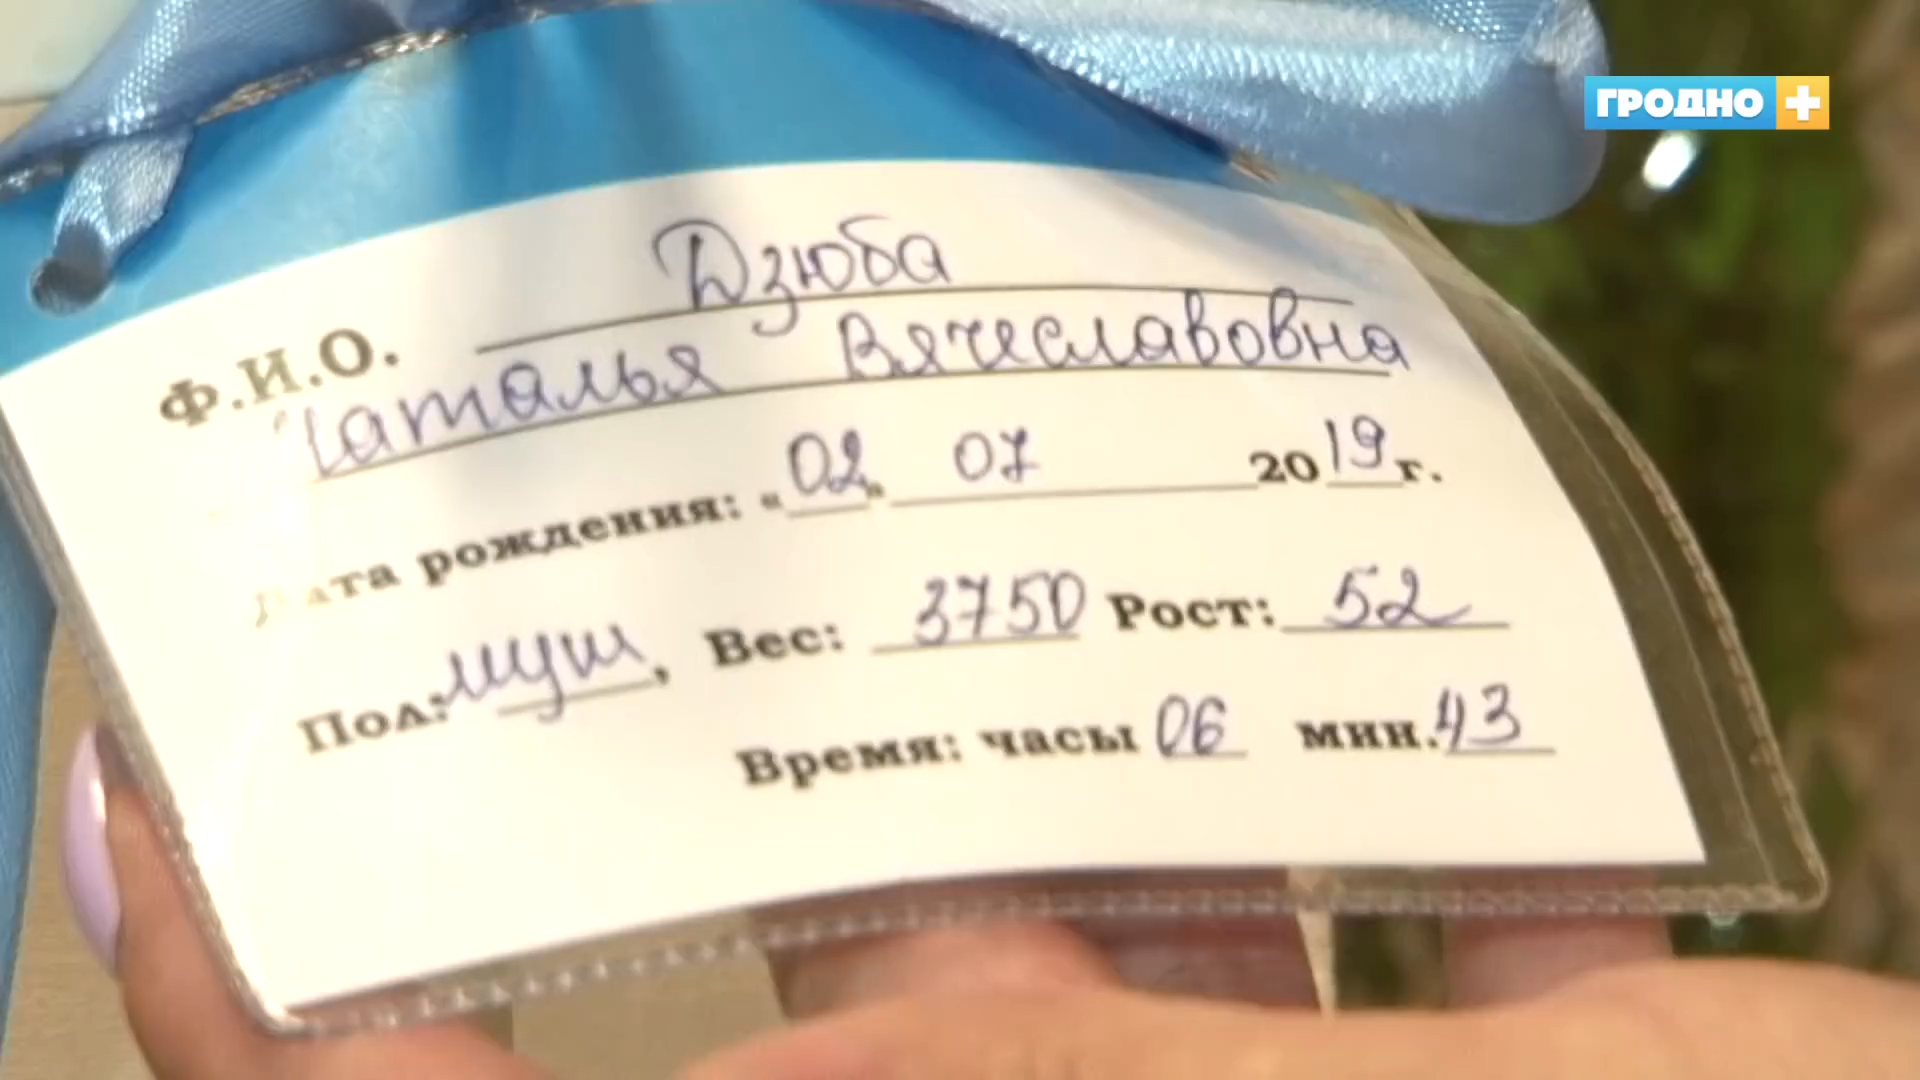 ГРОДНО +
Дзюба
Ф.И.О.
Наталья Вячеславовна
Дата рождения: «02» 07 2019 г.
Пол: муж, Вес: 3750 Рост: 52
Время: часы 06 мин. 43